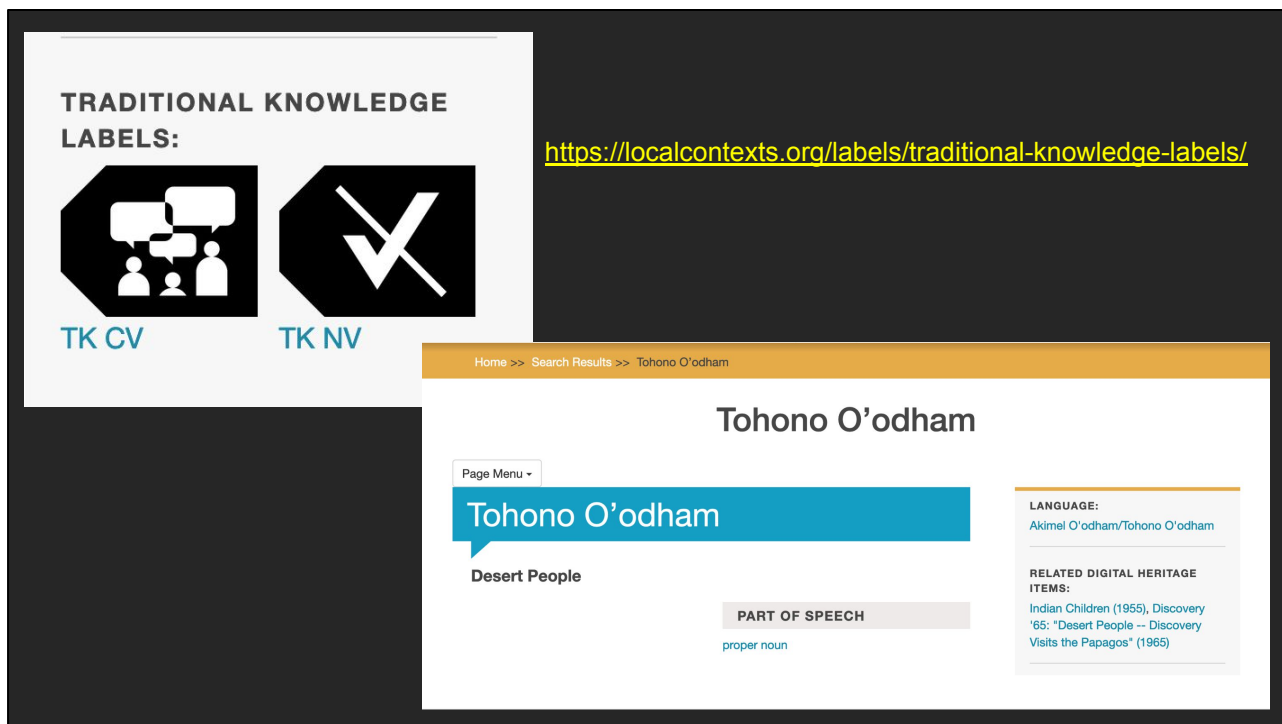 TRADITIONAL KNOWLEDGE
LABELS:
TK CV
TK NV
https://localcontexts.org/labels/traditional-knowledge-labels/
Home >> Search Results >> Tohono O’odham
Tohono O’odham
Page Menu
Tohono O’odham
Desert People
PART OF SPEECH
proper noun
LANGUAGE:
Akimel O'odham/Tohono O'odham
RELATED DIGITAL HERITAGE
ITEMS:
Indian Children (1955), Discovery
'65: "Desert People -- Discovery
Visits the Papagos" (1965)